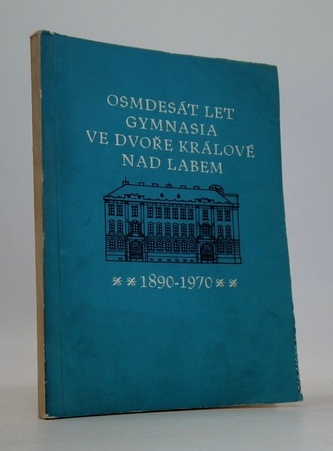 OSMDESÁT LET
GYMNASIA
VE DVOŘE KRÁLOVÉ
NAD LABEM
1890-1970